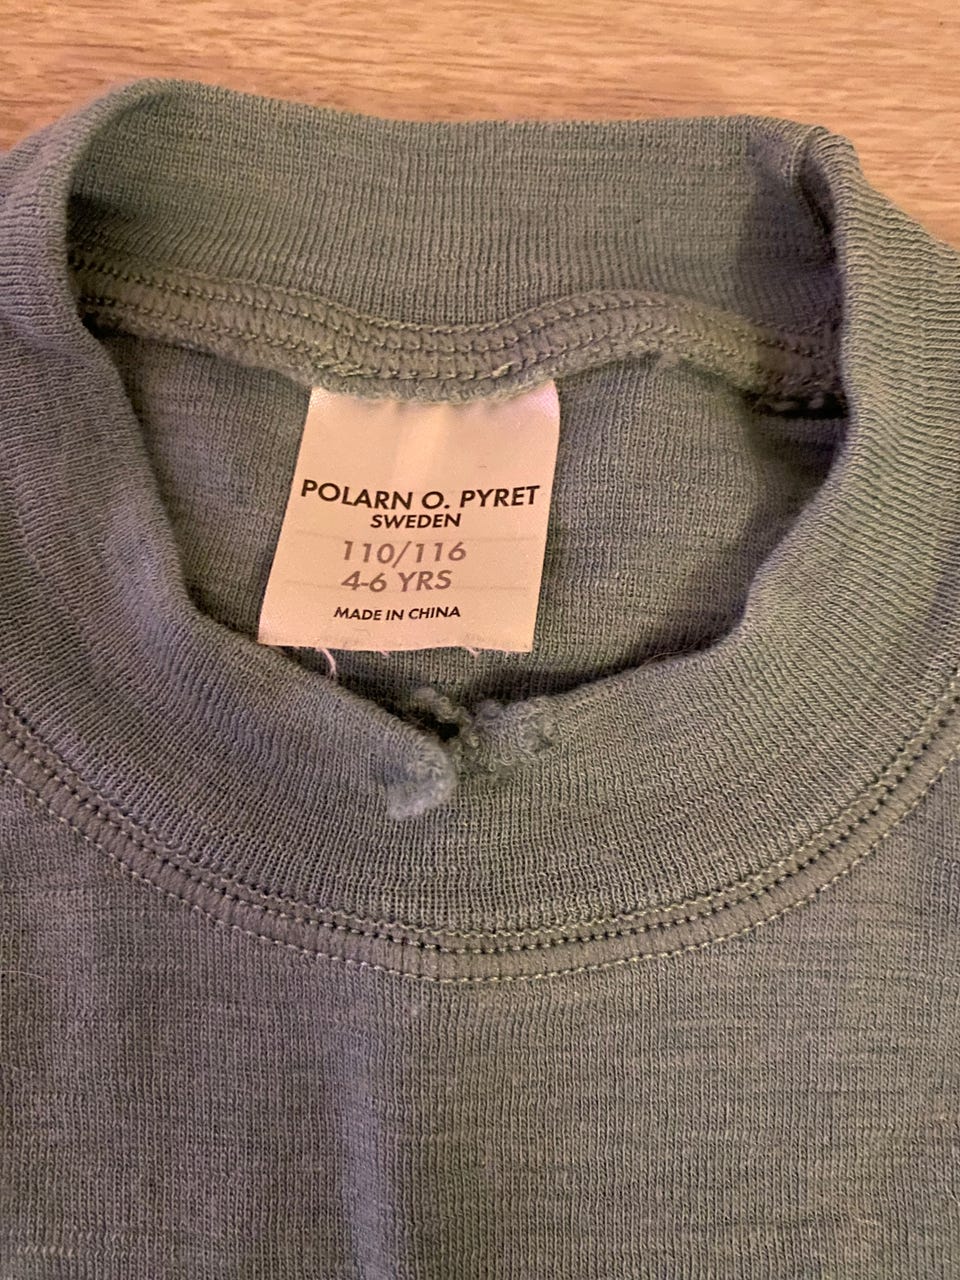 POLARN O. PYRET
SWEDEN
110/116
4-6 YRS
MADE IN CHINA